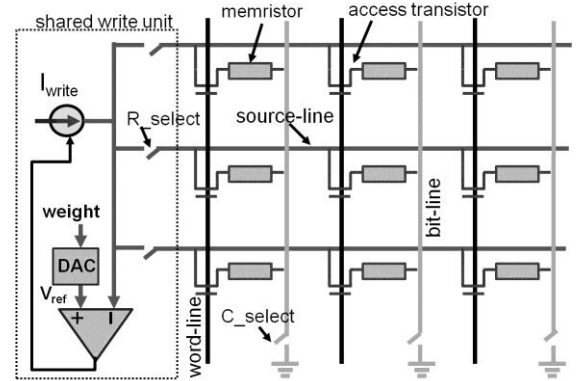 shared write unit
memristor
access transistor
I write
R_select
source-line
weight
bit-line
DAC
V ref
+ −
C_select
word-line